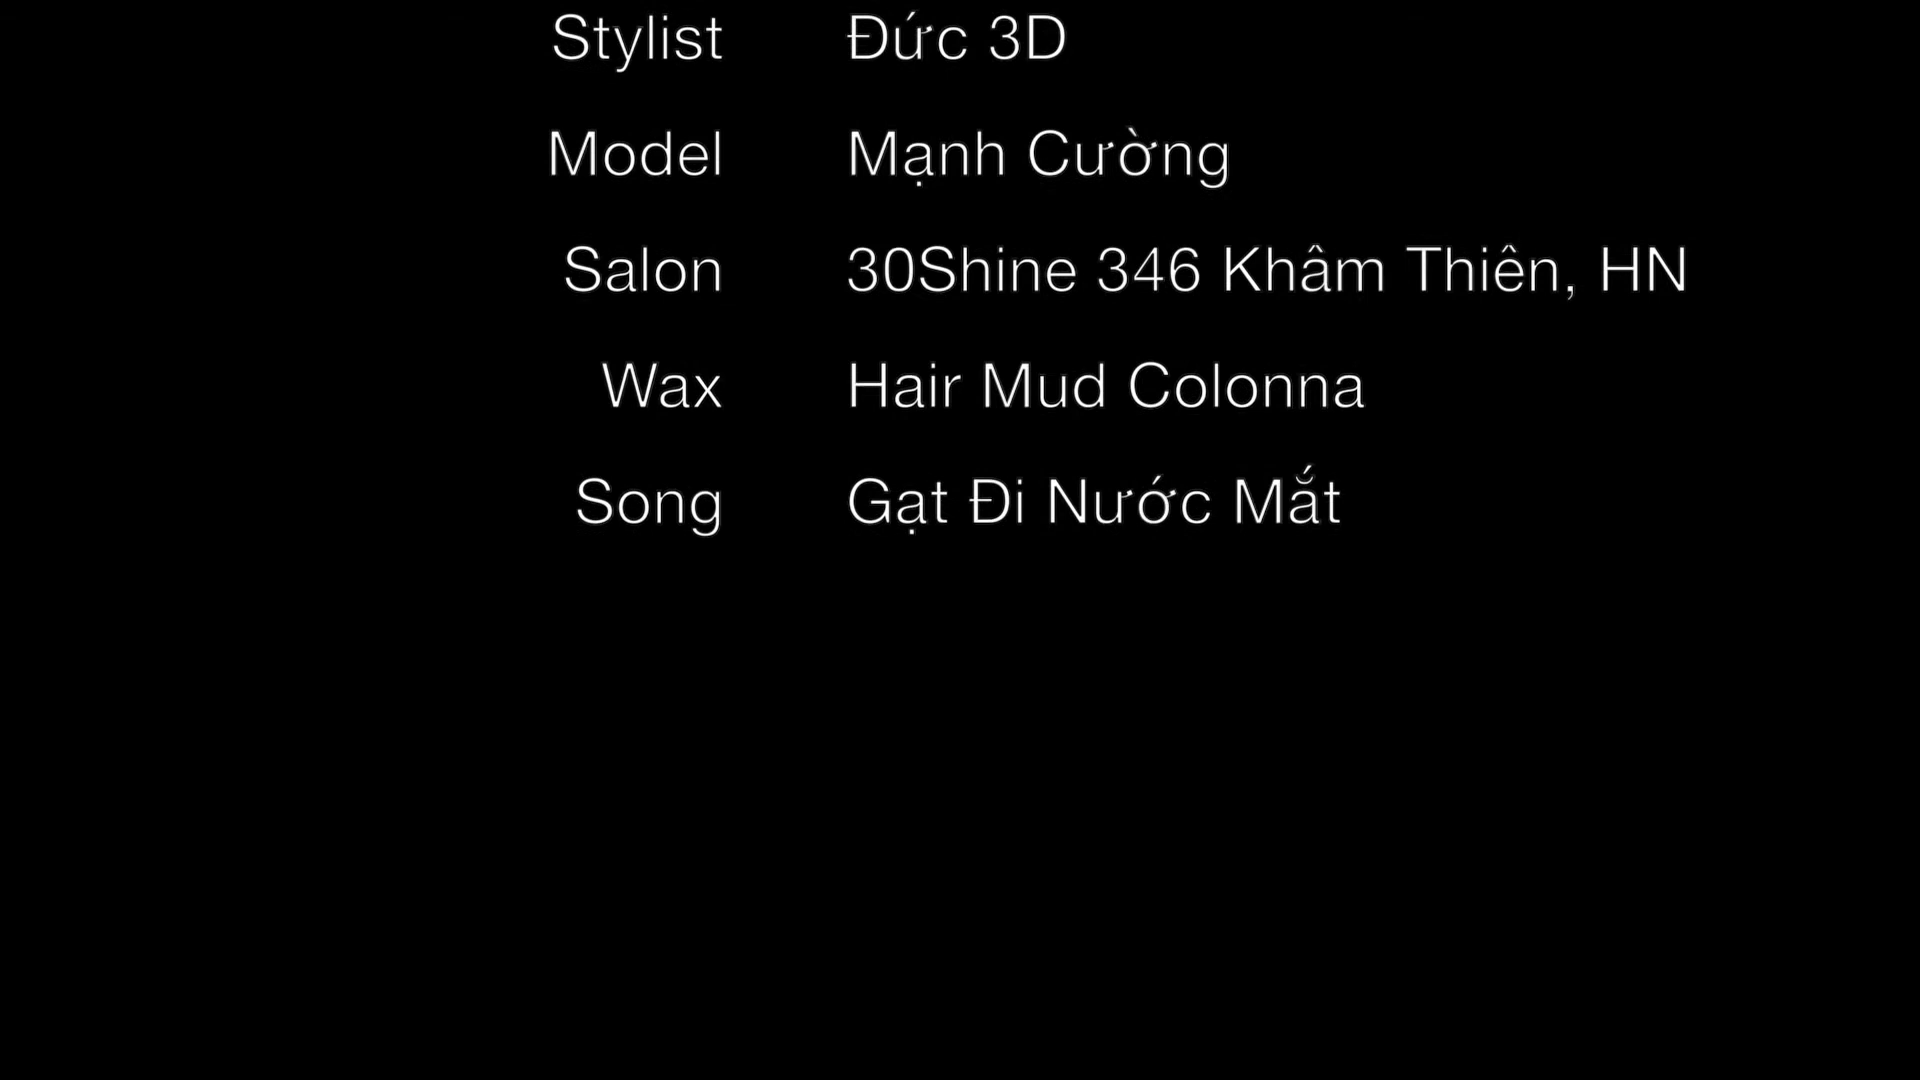 Stylist Đức 3D
Model Mạnh Cường
Salon 30Shine 346 Khâm Thiên, HN
Wax Hair Mud Colonna
Song Gạt Đi Nước Mắt